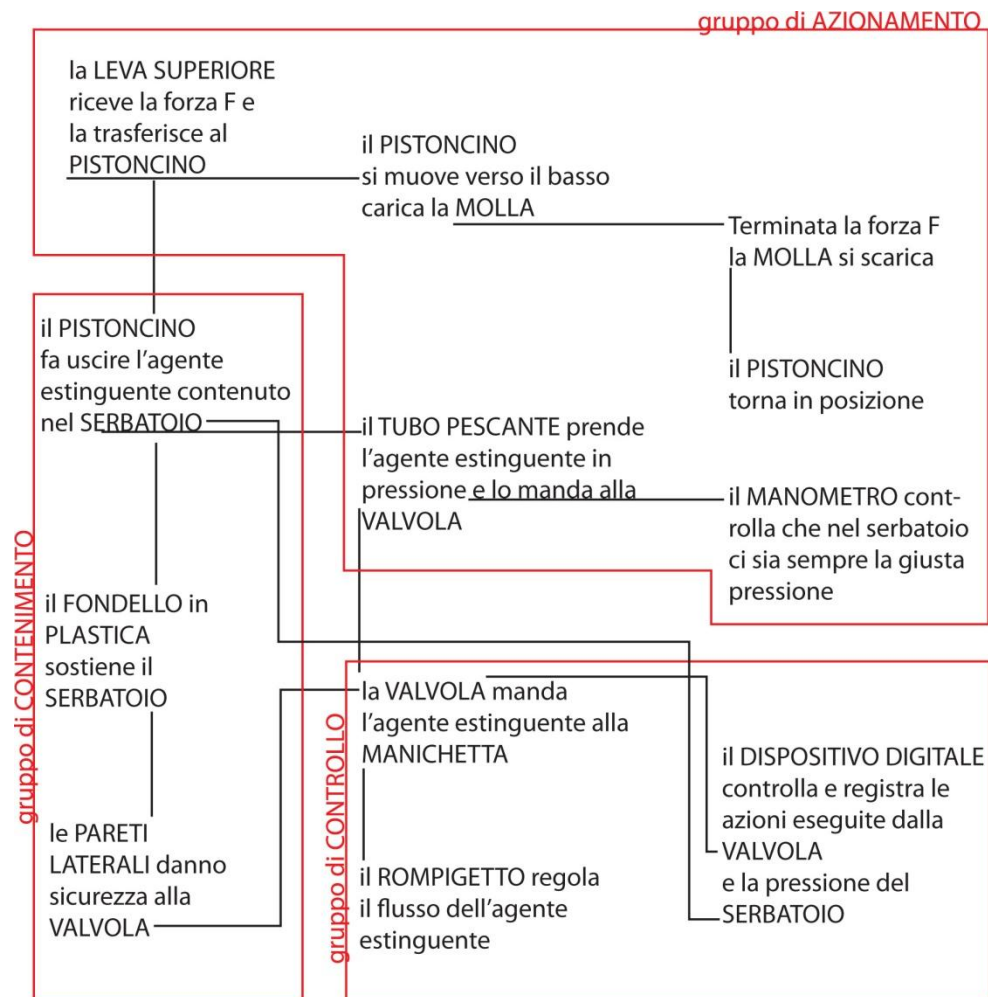 gruppo di AZIONAMENTO
la LEVA SUPERIORE
riceve la forza F e
la trasferisce al
PISTONCINO
il PISTONCINO
si muove verso il basso
carica la MOLLA
Terminata la forza F
la MOLLA si scarica
il PISTONCINO
torna in posizione
gruppo di CONTENIMENTO
il PISTONCINO
fa uscire l’agente
estinguente contenuto
nel SERBATOIO
il TUBO PESCANTE prende
l’agente estinguente in
pressione e lo manda alla
VALVOLA
il MANOMETRO cont-
rolla che nel serbatoio
ci sia sempre la giusta
pressione
il FONDELLO in
PLASTICA
sostiene il
SERBATOIO
le PARETI
LATERALI danno
sicurezza alla
VALVOLA
gruppo di CONTROLLO
la VALVOLA manda
l’agente estinguente alla
MANICHETTA
il ROMPIGETTO regola
il flusso dell’agente
estinguente
il DISPOSITIVO DIGITALE
controlla e registra le
azioni eseguite dalla
VALVOLA
e la pressione del
SERBATOIO